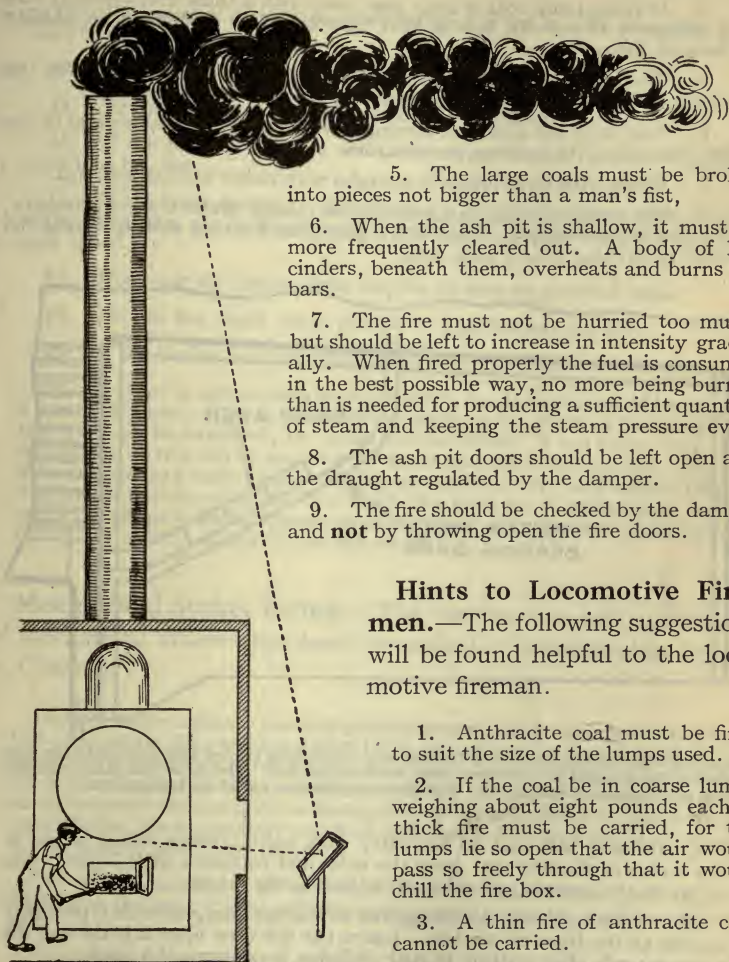 5. The large coals must be brok
into pieces not bigger than a man's fist,
6. When the ash pit is shallow, it must
more frequently cleared out. A body of
cinders, beneath them, overheats and burns
bars.
7. The fire must not be hurried too mu
but should be left to increase in intensity grad
ally. When fired properly the fuel is consum
in the best possible way, no more being burn
than is needed for producing a sufficient quant
of steam and keeping the steam pressure ev
8. The ash pit doors should be left open a
the draught regulated by the damper.
9. The fire should be checked by the dam
and not by throwing open the fire doors.
Hints to Locomotive Fir
men.—The following suggestio
will be found helpful to the loc
motive fireman.
1. Anthracite coal must be fir
to suit the size of the lumps used.
2. If the coal be in coarse lum
weighing about eight pounds each
thick fire must be carried, for t
lumps lie so open that the air wou
pass so freely through that it wou
chill the fire box.
3. A thin fire of anthracite c
cannot be carried.